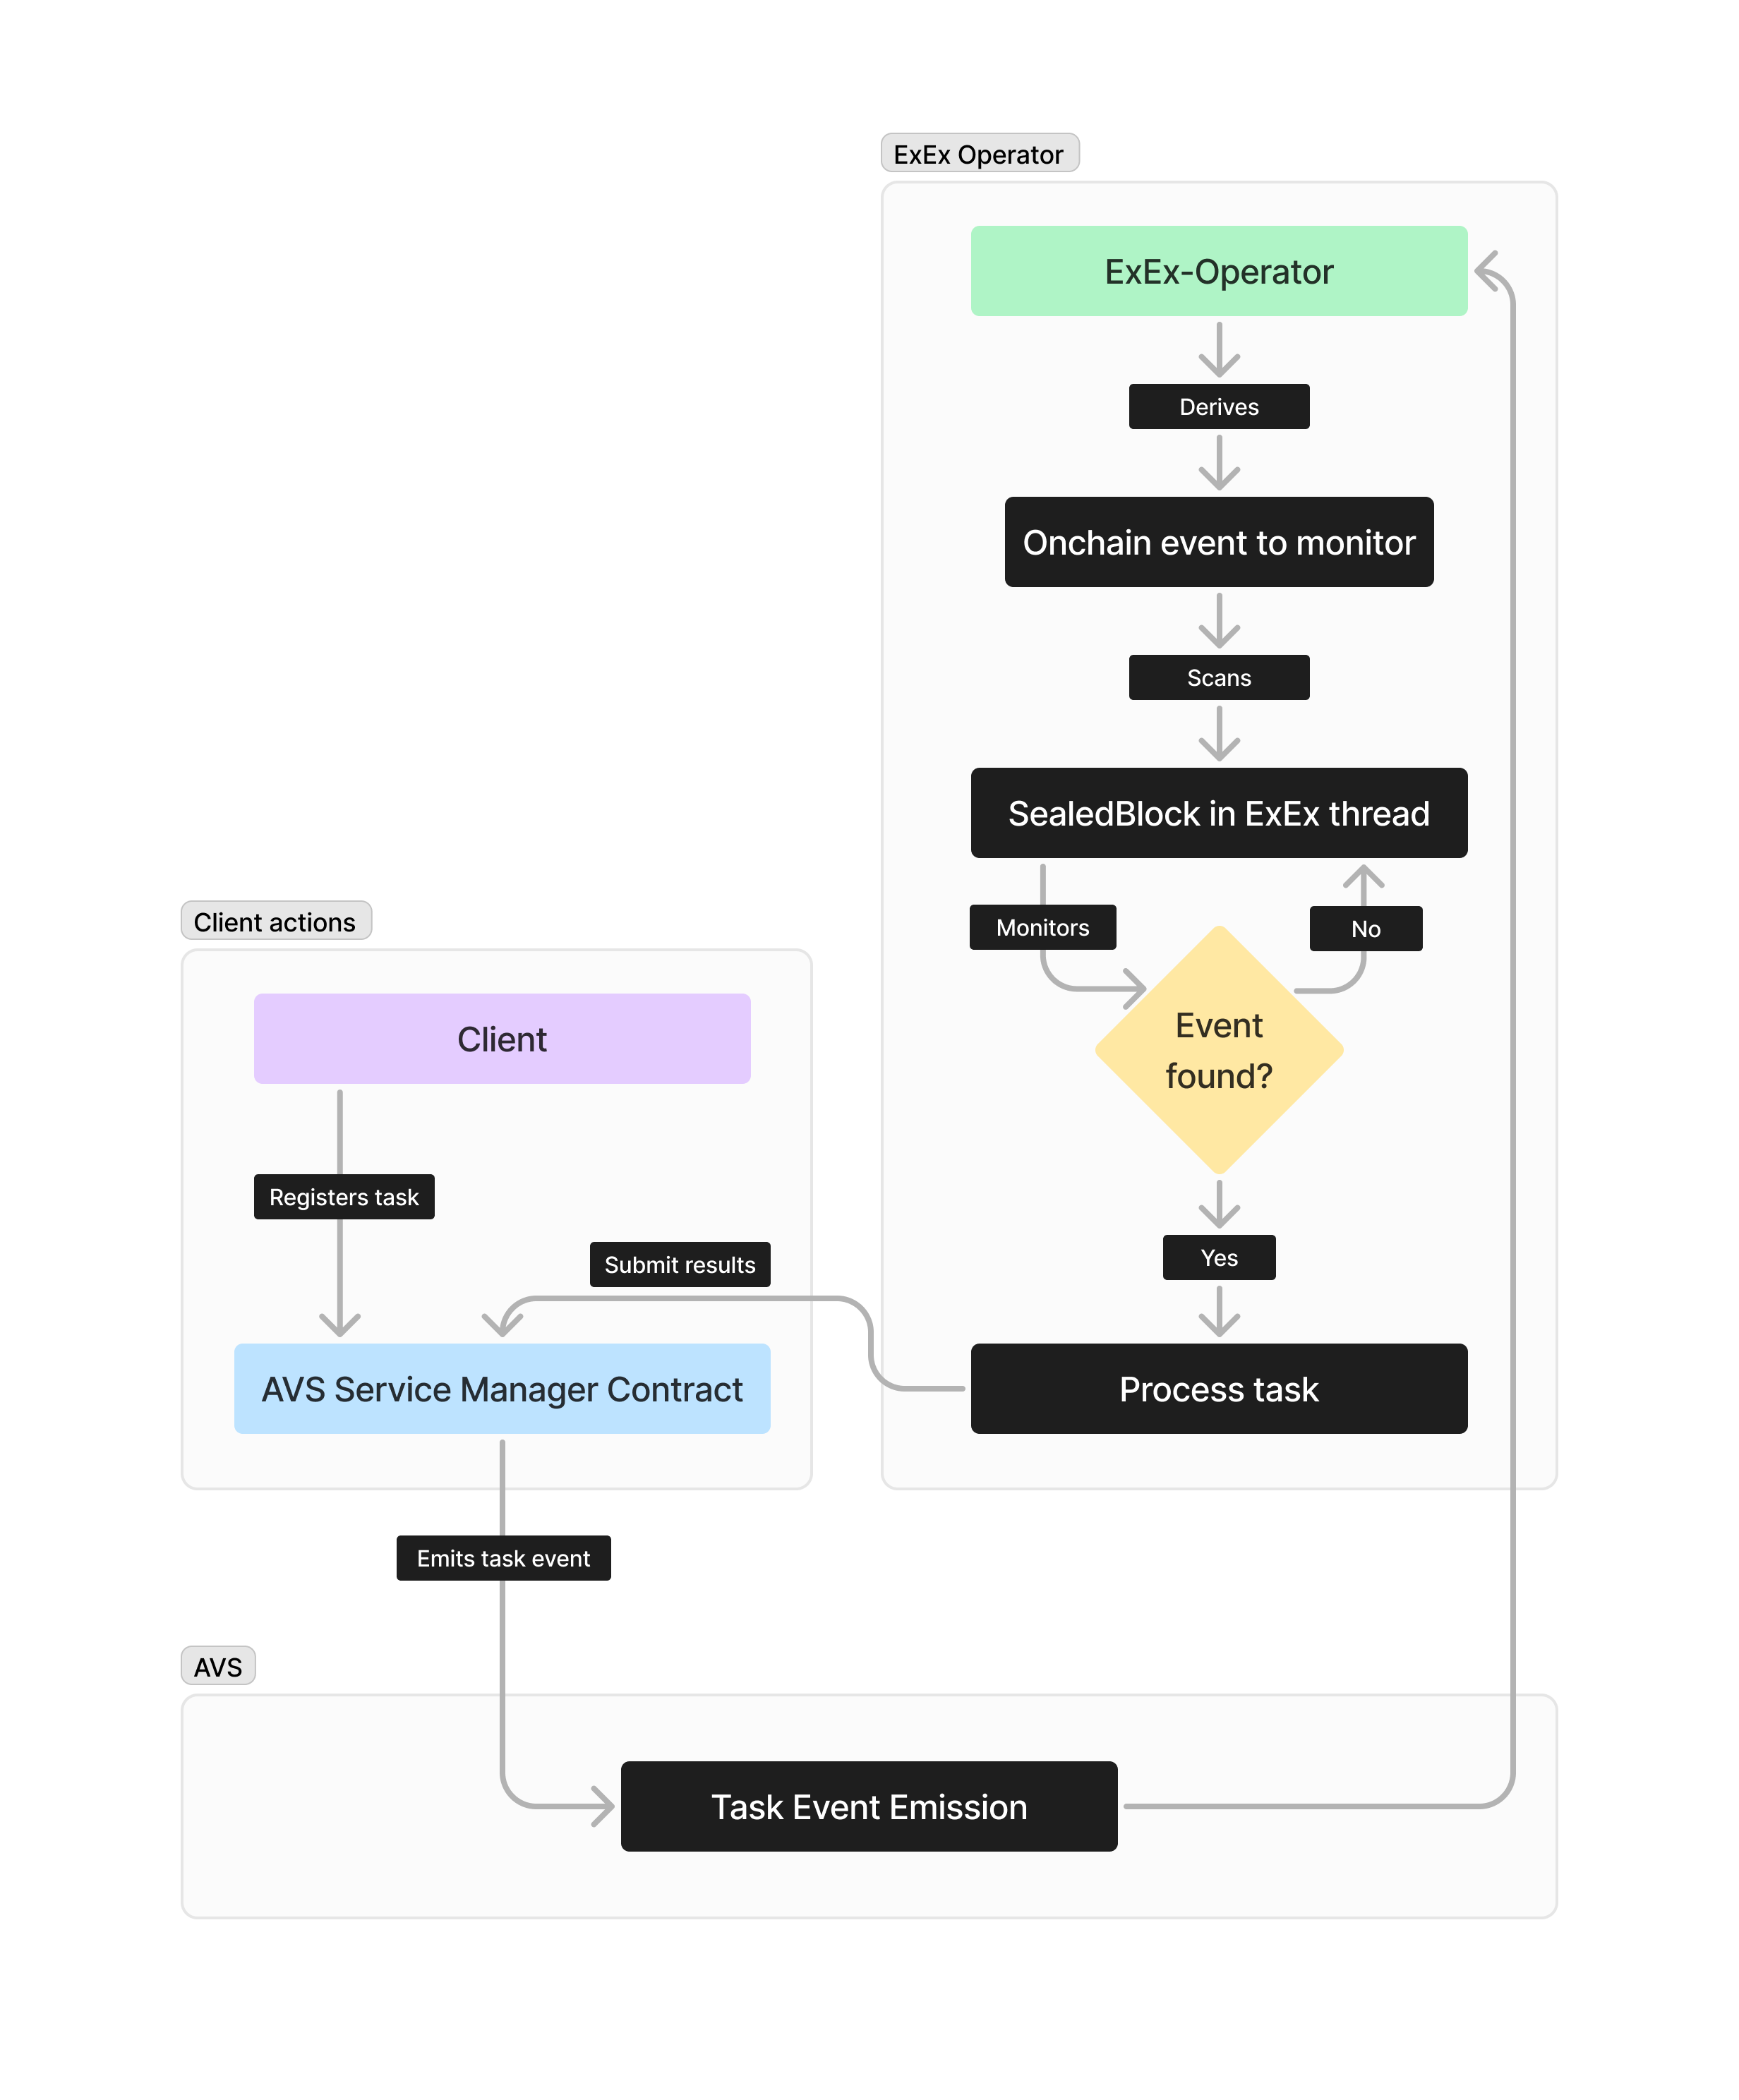 ExEx Operator
ExEx-Operator
Derives
Onchain event to monitor
Scans
SealedBlock in ExEx thread
Monitors
No
Event
found?
Yes
Process task
Client actions
Client
Registers task
Submit results
AVS Service Manager Contract
Emits task event
AVS
Task Event Emission